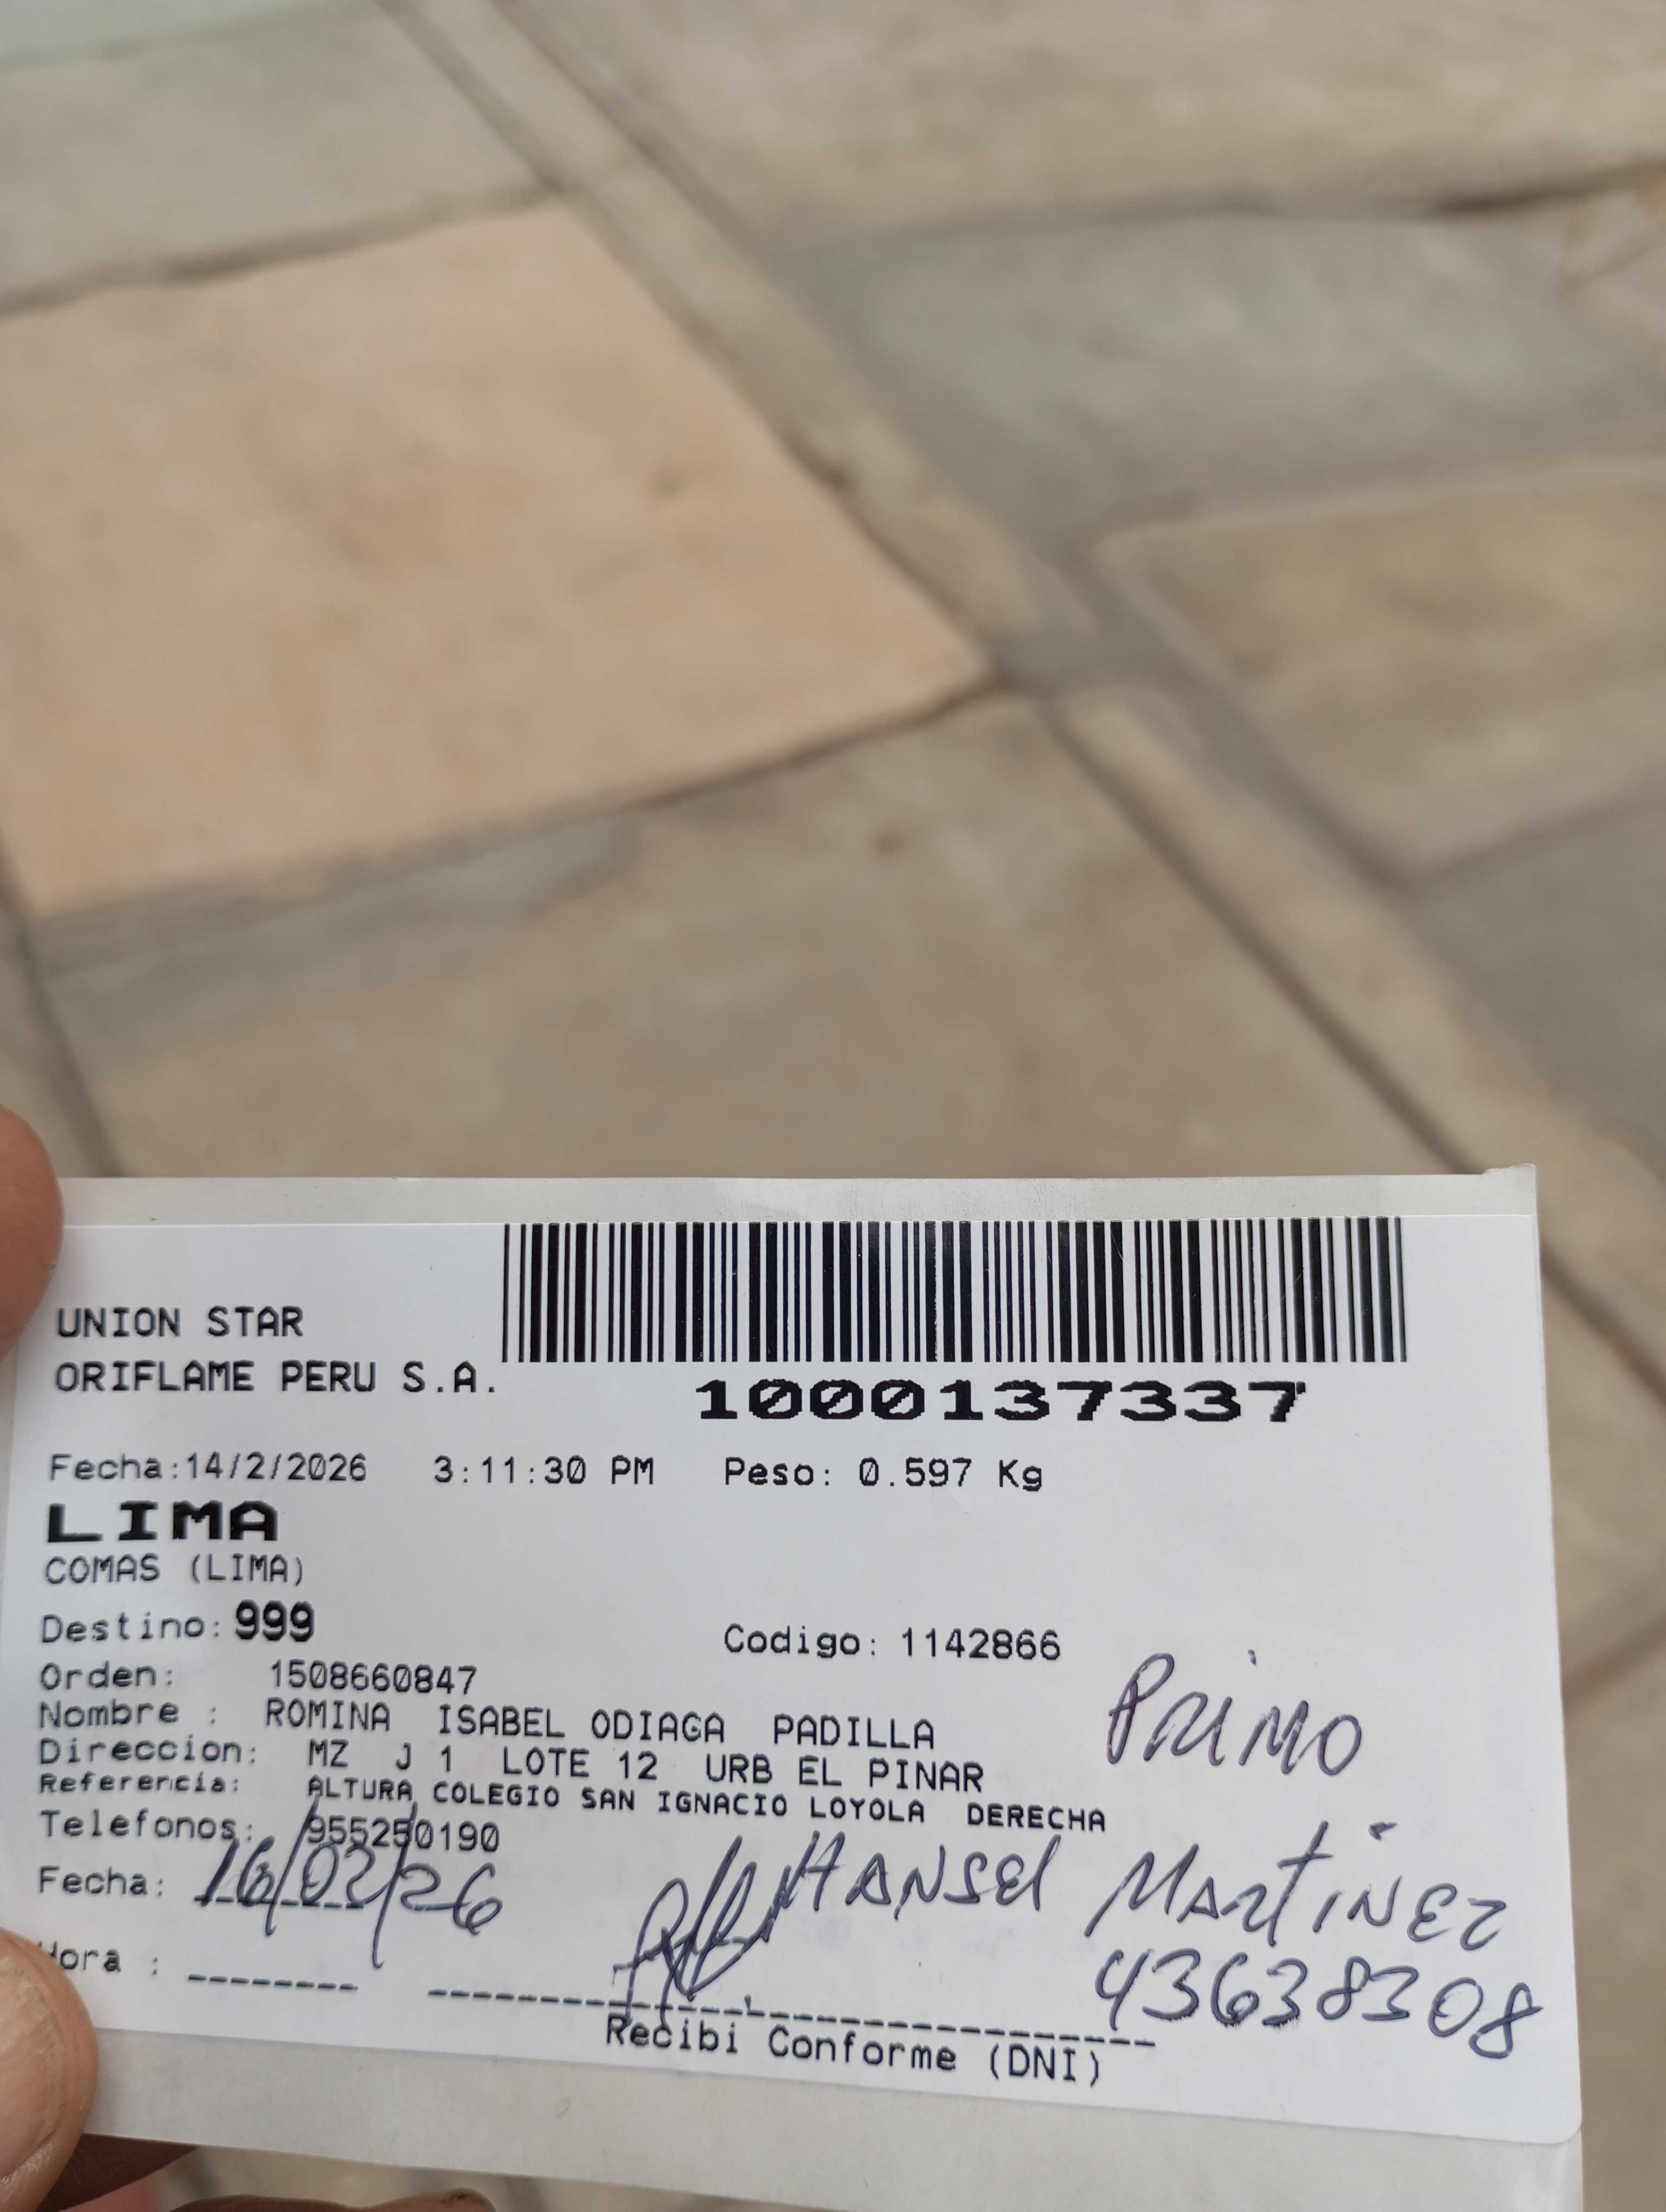 UNION STAR
ORIFLAME PERU S.A.
1000137337
Fecha:14/2/2026 3:11:30 PM Peso: 0.597 Kg
LIMA
COMAS (LIMA)
Destino: 999 Codigo: 1142866
Orden: 1508660847
Nombre : ROMINA ISABEL ODIAGA PADILLA
PRIMO
Direccion: MZ J 1 LOTE 12 URB EL PINAR
Referencia: ALTURA COLEGIO SAN IGNACIO LOYOLA DERECHA
Telefonos: 955250190
Fecha: 16/02/26 HANSEl MARtiNEz
Hora : 43638308
Recibi Conforme (DNI)